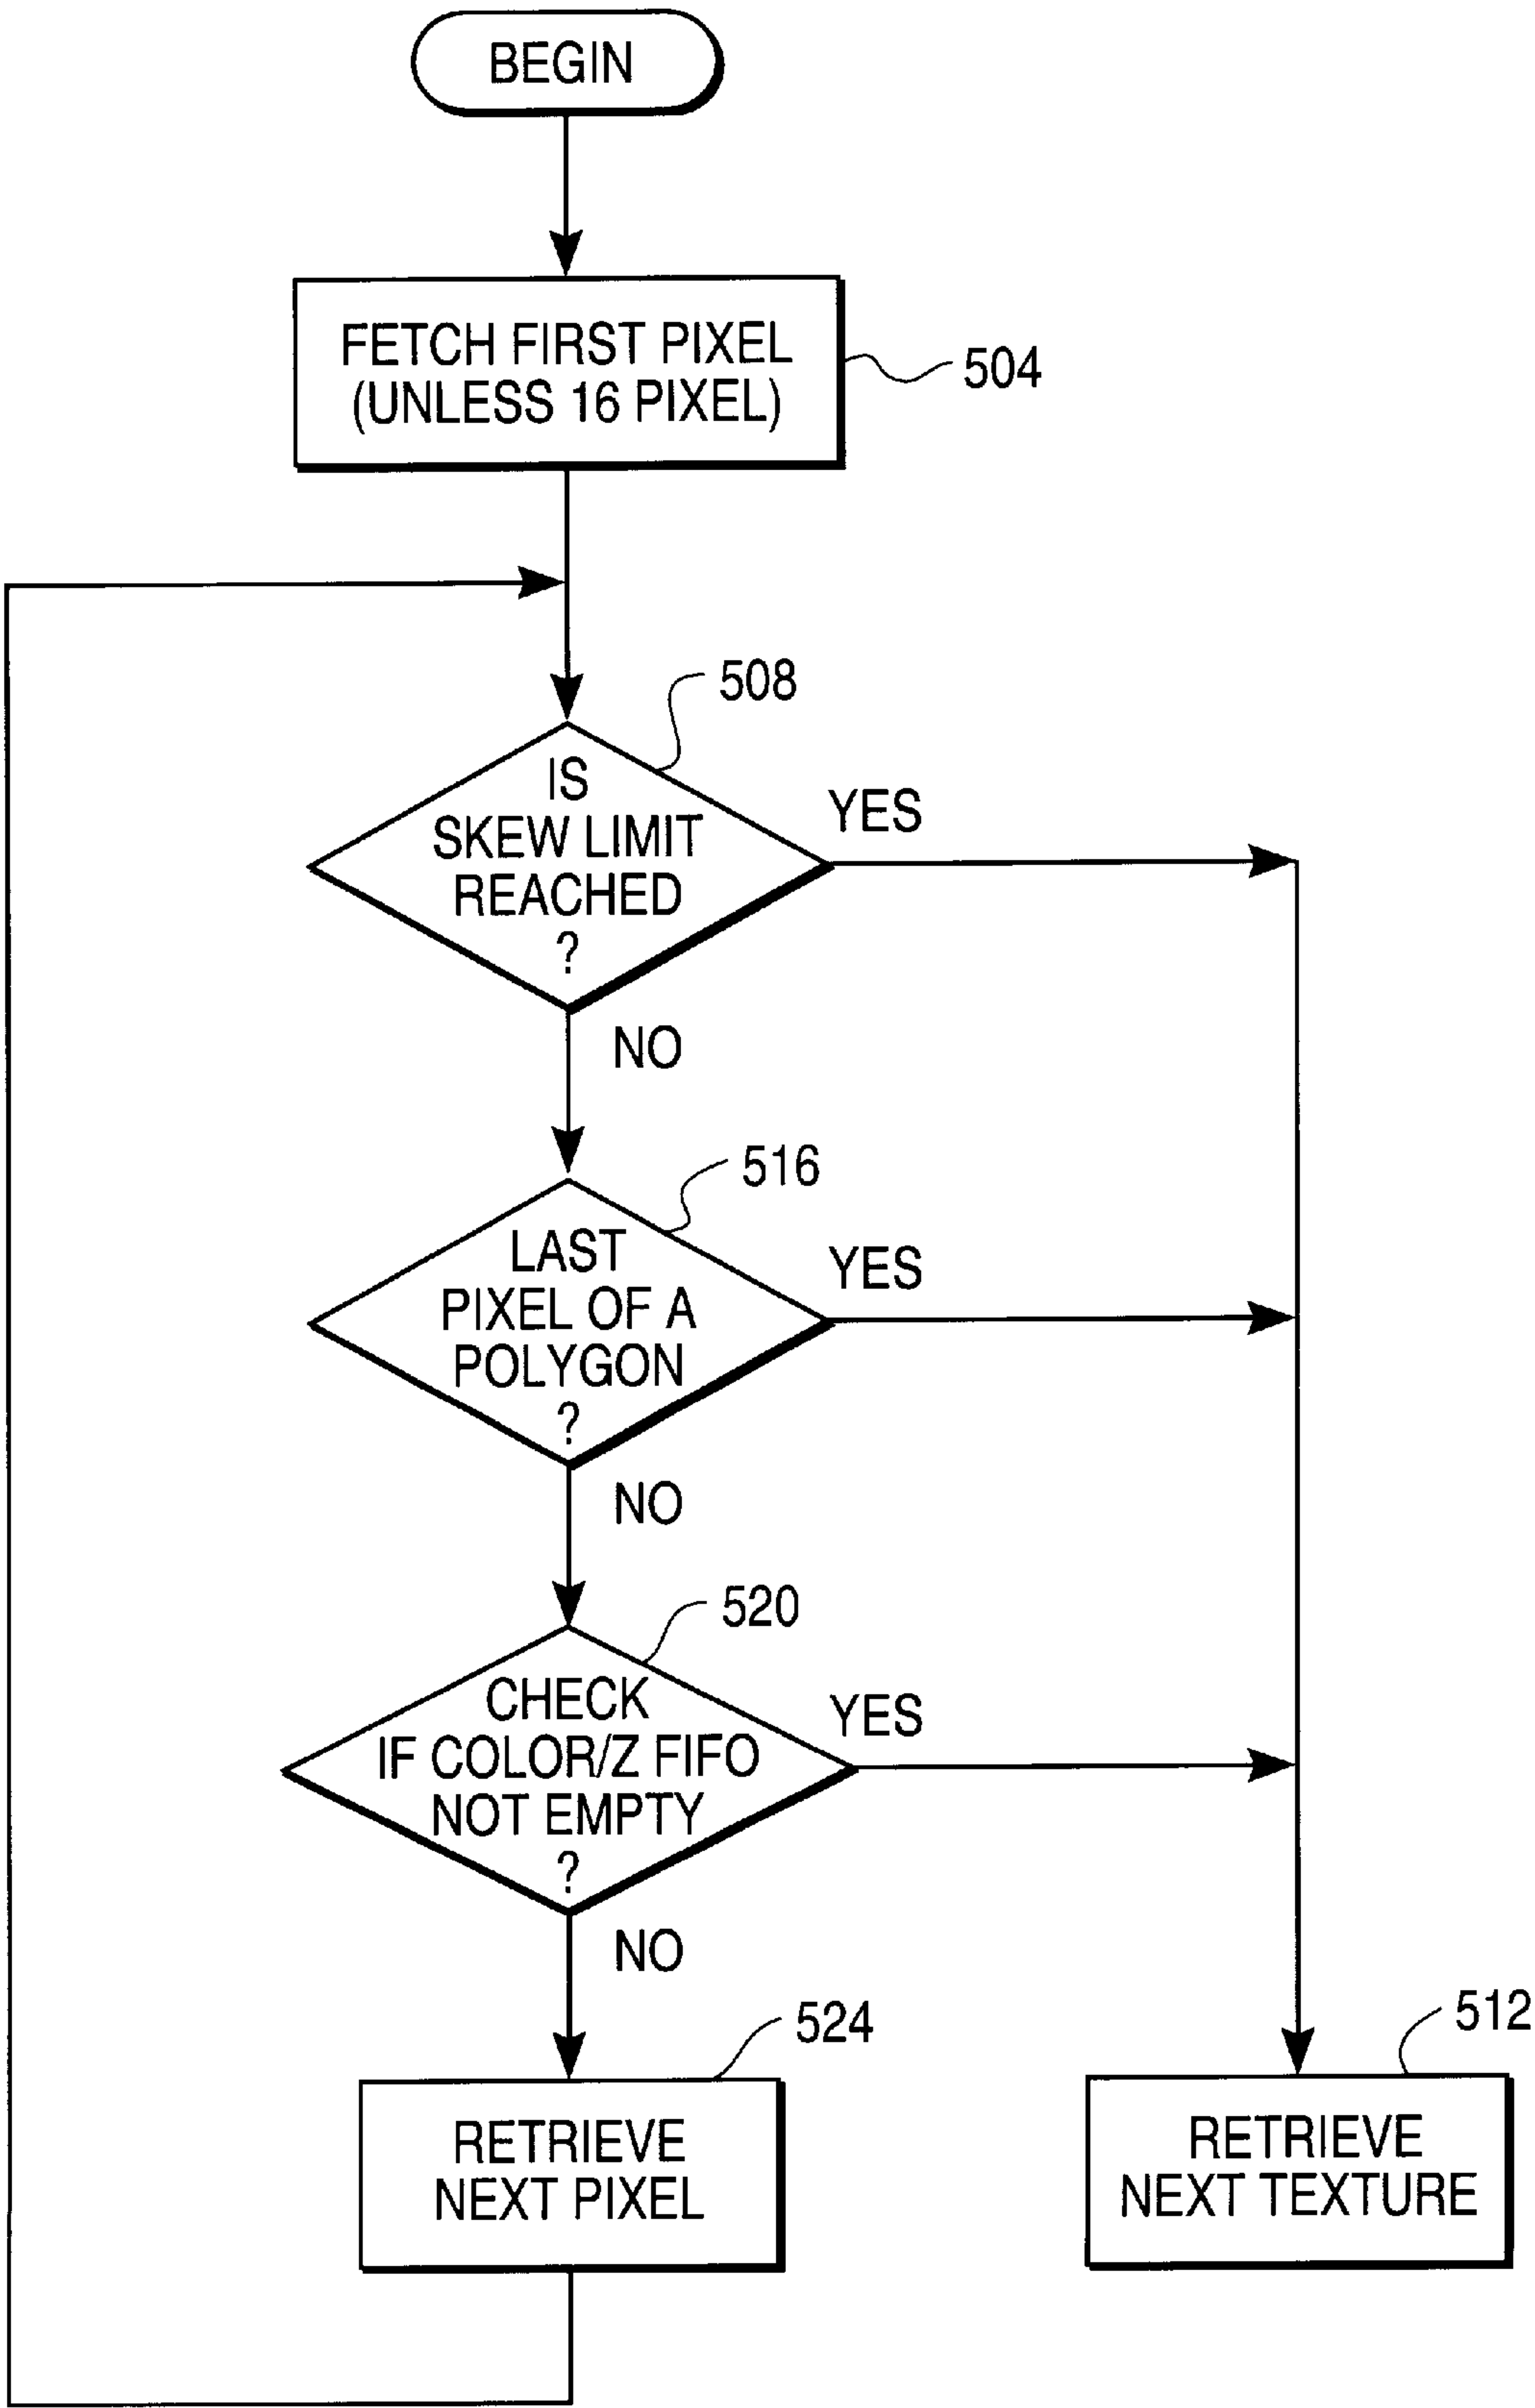 BEGIN
FETCH FIRST PIXEL
(UNLESS 16 PIXEL)
504
508
IS
SKEW LIMIT
REACHED
?
YES
NO
516
LAST
PIXEL OF A
POLYGON
?
YES
NO
520
CHECK
IF COLOR/Z FIFO
NOT EMPTY
?
YES
NO
524
RETRIEVE
NEXT PIXEL
512
RETRIEVE
NEXT TEXTURE